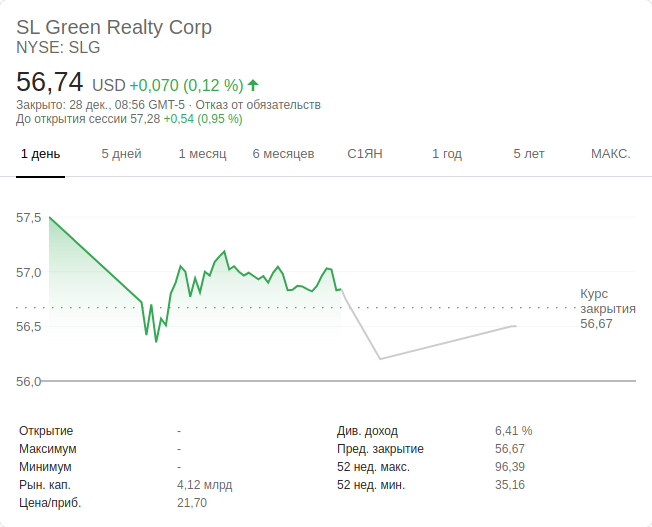 SL Green Realty Corp
NYSE: SLG
56,74 USD +0,070 (0,12 %)
Закрыто: 28 дек., 08:56 GMT-5 · Отказ от обязательств
До открытия сессии 57,28 +0,54 (0,95 %)
1 день 5 дней 1 месяц 6 месяцев С1ЯН 1 год 5 лет МАКС.
57,5
57,0
Курс
закрытия
56,67
56,5
56,0
Открытие - Див. доход 6,41 %
Максимум - Пред. закрытие 56,67
Минимум - 52 нед. макс. 96,39
Рын. кап. 4,12 млрд 52 нед. мин. 35,16
Цена/приб. 21,70